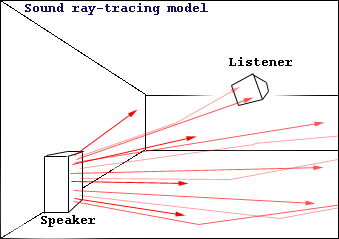 Sound ray-tracing model
Listener
Speaker